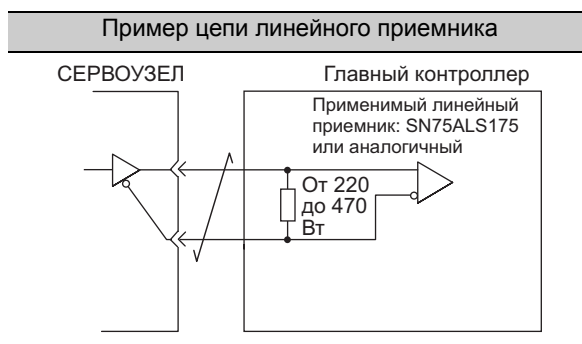 Пример цепи линейного приемника
СЕРВОУЗЕЛ
Главный контроллер
Применимый линейный
приемник: SN75ALS175
или аналогичный
От 220
до 470
Вт